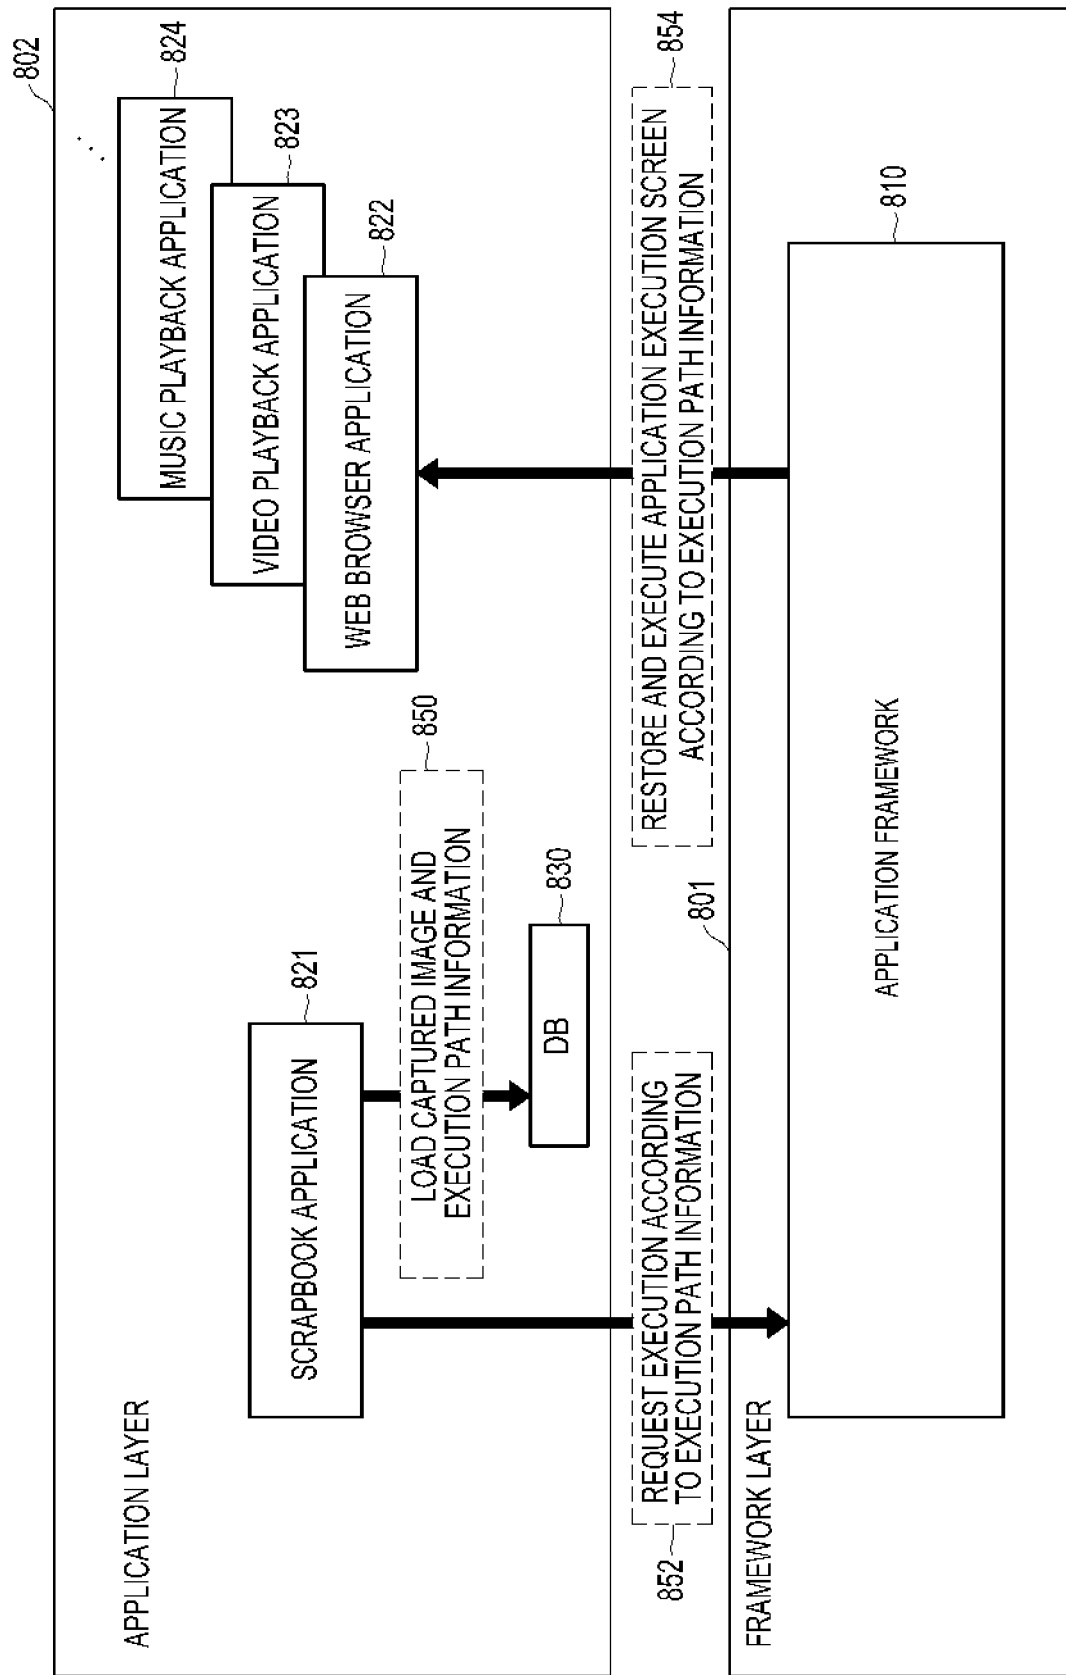 802
APPLICATION LAYER
MUSIC PLAYBACK APPLICATION
824
VIDEO PLAYBACK APPLICATION
823
WEB BROWSER APPLICATION
822
SCRAPBOOK APPLICATION
821
LOAD CAPTURED IMAGE AND
EXECUTION PATH INFORMATION
850
DB
830
REQUEST EXECUTION ACCORDING
TO EXECUTION PATH INFORMATION
852
RESTORE AND EXECUTE APPLICATION EXECUTION SCREEN
ACCORDING TO EXECUTION PATH INFORMATION
854
801
FRAMEWORK LAYER
APPLICATION FRAMEWORK
810